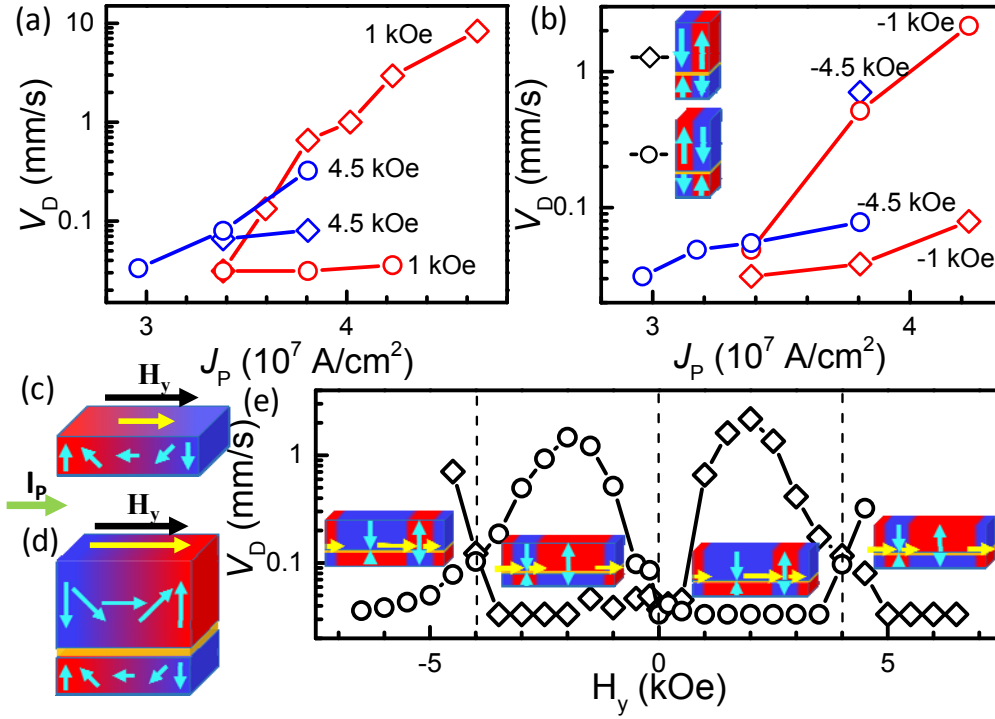 (a)
10
1
0.1
V_D (mm/s)
1 kOe
4.5 kOe
4.5 kOe
1 kOe
3
4
J_P (10^7 A/cm^2)
(b)
1
0.1
V_D (mm/s)
-1 kOe
-4.5 kOe
-4.5 kOe
-1 kOe
3
4
J_P (10^7 A/cm^2)
(c)
H_y
I_P
(d)
H_y
(e)
V_D (mm/s)
1
0.1
-5
0
5
H_y (kOe)